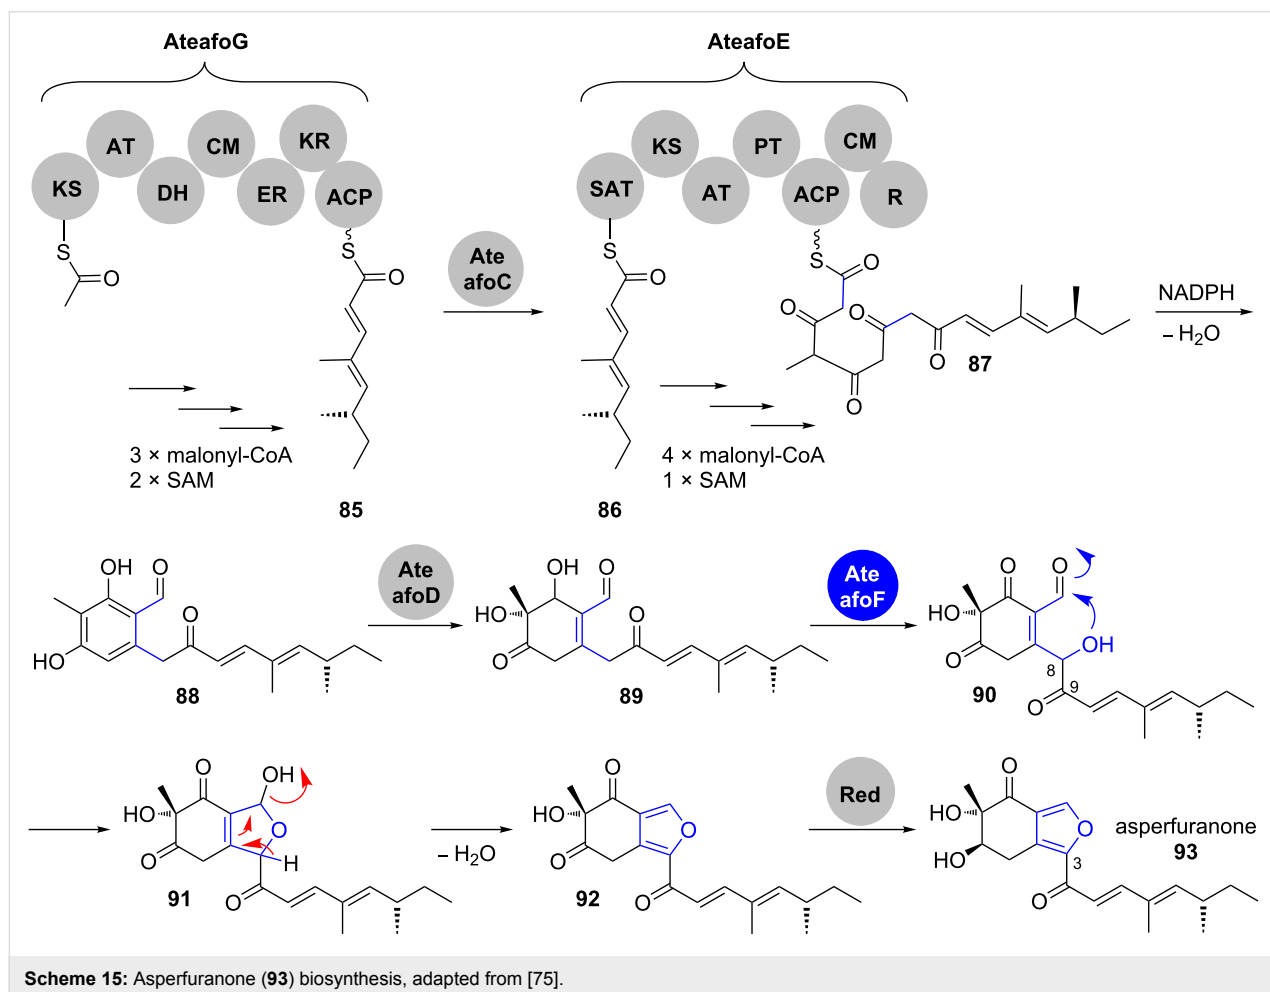 AteafoG
AteafoE
KS
AT
DH
CM
ER
KR
ACP
SAT
KS
AT
PT
ACP
CM
R
S
O
S
O
Ate
afoC
S
O
S
O
O
O
O
O
87
NADPH
– H2O
3 × malonyl-CoA
2 × SAM
85
86
4 × malonyl-CoA
1 × SAM
OH
O
O
HO
88
Ate
afoD
OH
O
HO
O
O
89
Ate
afoF
O
O
HO
O
OH
8
9
O
90
O
OH
HO
O
O
H
O
91
– H2O
O
HO
O
O
O
92
Red
O
HO
HO
O
3
O
asperfuranone
93
Scheme 15: Asperfuranone (93) biosynthesis, adapted from [75].